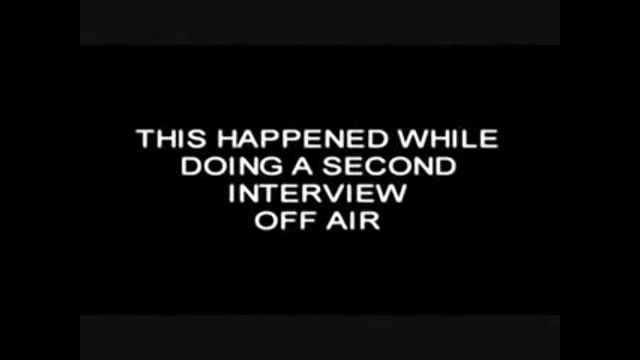 THIS HAPPENED WHILE
DOING A SECOND
INTERVIEW
OFF AIR